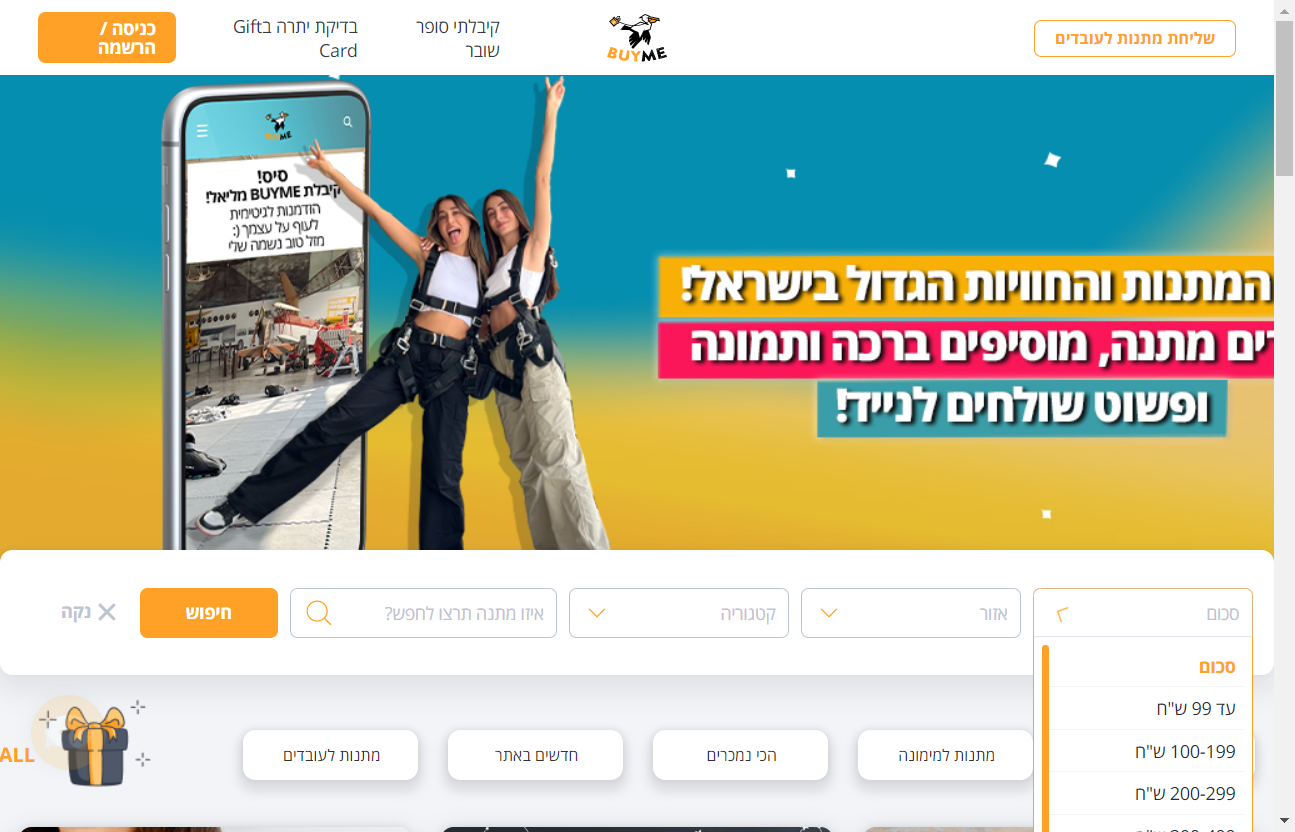 שליחת מתנות לעובדים
BUYME
קיבלתי סופר
שובר
בדיקת יתרה בGift
Card
כניסה /
הרשמה
BUYME
סיס!
קיבלת BUYME מליאל!
הזדמנות לגיטימית
לעוף על עצמך (:
מזל טוב נשמה שלי
המתנות והחוויות הגדול בישראל!
מתנה, מוסיפים ברכה ותמונה
ופשוט שולחים לנייד!
סכום
אזור
קטגוריה
איזו מתנה תרצו לחפש?
חיפוש
נקה
סכום
עד 99 ש"ח
100-199 ש"ח
200-299 ש"ח
מתנות למימונה
הכי נמכרים
חדשים באתר
מתנות לעובדים
ALL